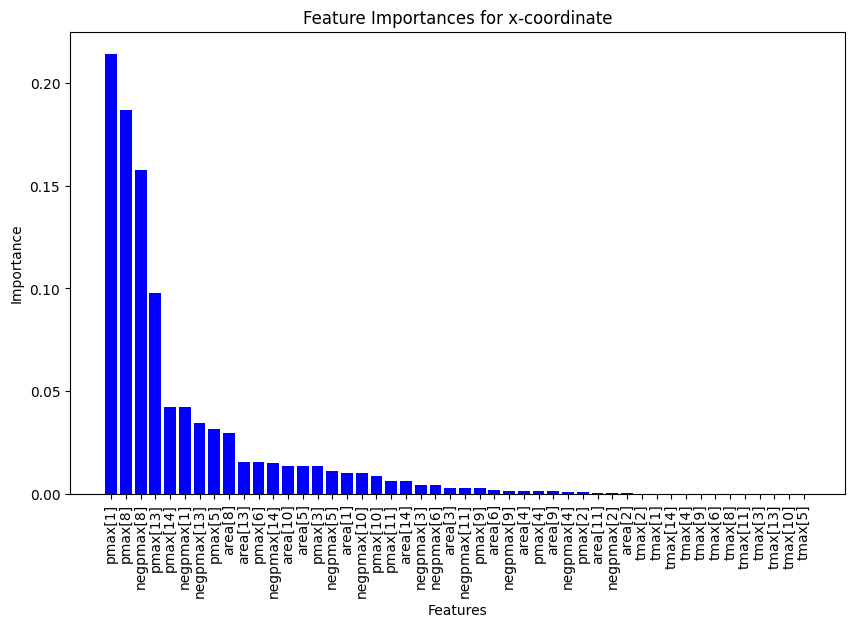 Feature Importances for x-coordinate
Importance
0.20
0.15
0.10
0.05
0.00
pmax[1]
pmax[8]
negpmax[8]
pmax[13]
pmax[14]
negpmax[1]
negpmax[13]
pmax[5]
area[8]
area[13]
pmax[6]
negpmax[14]
area[10]
area[5]
pmax[3]
negpmax[5]
area[1]
negpmax[10]
pmax[10]
pmax[11]
area[14]
negpmax[3]
negpmax[6]
area[3]
negpmax[11]
pmax[9]
area[6]
negpmax[9]
area[4]
pmax[4]
area[9]
negpmax[4]
pmax[2]
area[11]
negpmax[2]
area[2]
tmax[2]
tmax[1]
tmax[14]
tmax[4]
tmax[9]
tmax[6]
tmax[8]
tmax[11]
tmax[3]
tmax[13]
tmax[10]
tmax[5]
Features